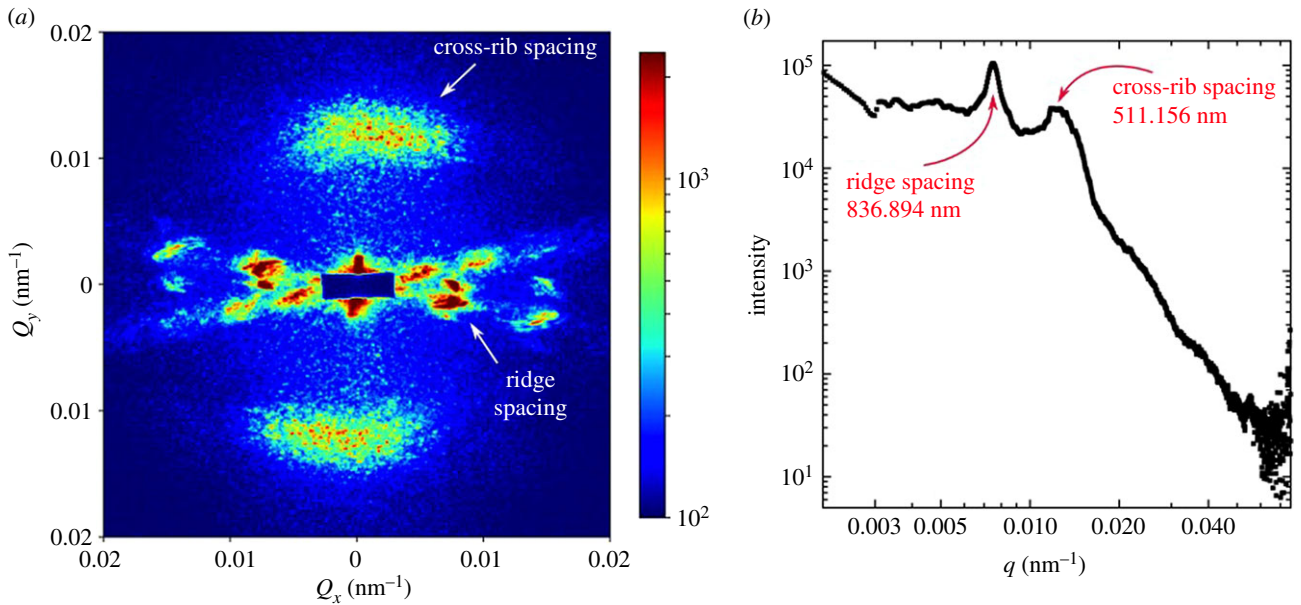 (a)
0.02
0.01
0
0.01
0.02
Q_y (nm⁻¹)
0.02
0.01
0
0.01
0.02
Q_x (nm⁻¹)
cross-rib spacing
ridge
spacing
10³
10²
(b)
10⁵
10⁴
10³
10²
10¹
intensity
0.003
0.005
0.010
0.020
0.040
q (nm⁻¹)
ridge spacing
836.894 nm
cross-rib spacing
511.156 nm